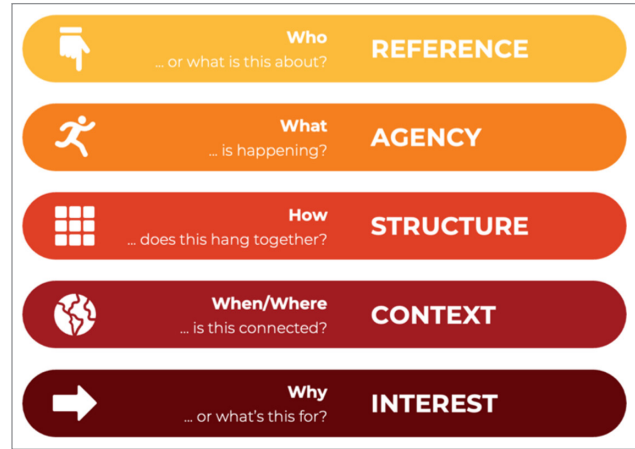 Who
... or what is this about?
REFERENCE
What
... is happening?
AGENCY
How
... does this hang together?
STRUCTURE
When/Where
... is this connected?
CONTEXT
Why
... or what's this for?
INTEREST